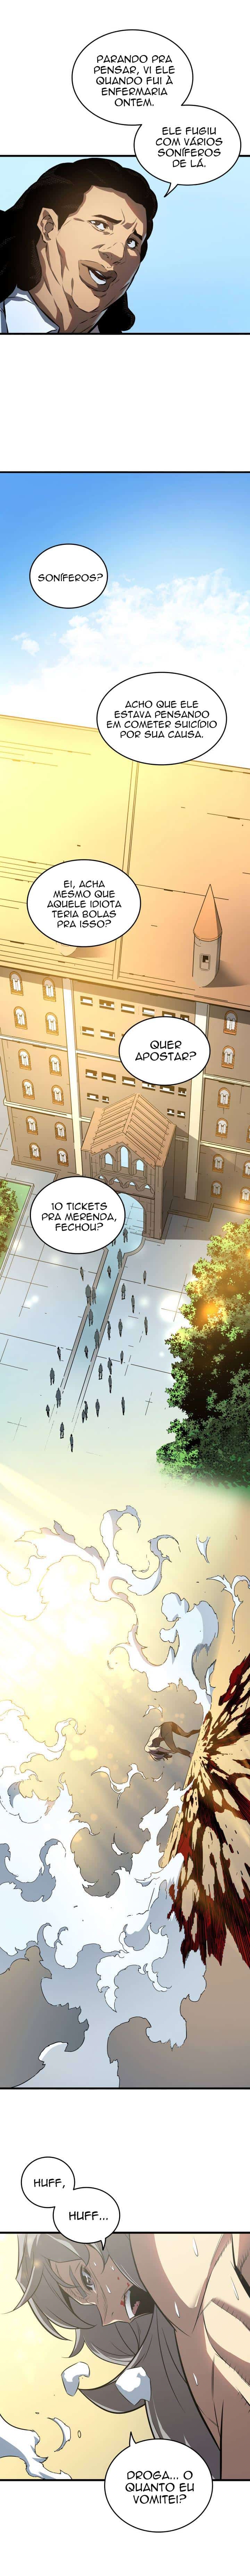 PARANDO PRA
PENSAR, VI ELE
QUANDO FUI À
ENFERMARIA
ONTEM.
ELE FUGIU
COM VÁRIOS
SONÍFEROS
DE LÁ.
SONÍFEROS?
ACHO QUE ELE
ESTAVA PENSANDO
EM COMETER SUICÍDIO
POR SUA CAUSA.
EI, ACHA
MESMO QUE
AQUELE IDIOTA
TERIA BOLAS
PRA ISSO?
QUER
APOSTAR?
10 TICKETS
PRA MERENDA,
FECHOU?
HUFF,
HUFF...
DROGA... O
QUANTO EU
VOMITEI?